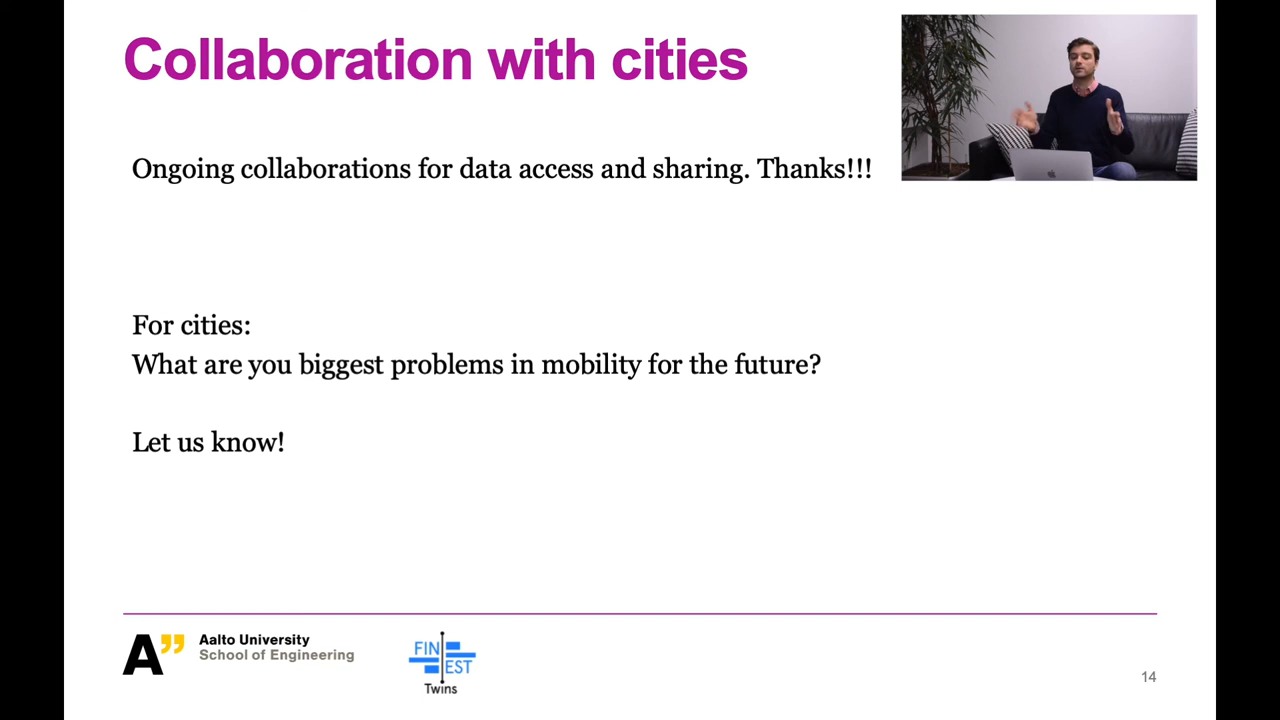 Collaboration with cities
Ongoing collaborations for data access and sharing. Thanks!!!
For cities:
What are you biggest problems in mobility for the future?
Let us know!
A”
Aalto University
School of Engineering
FIN
EST
Twins
14